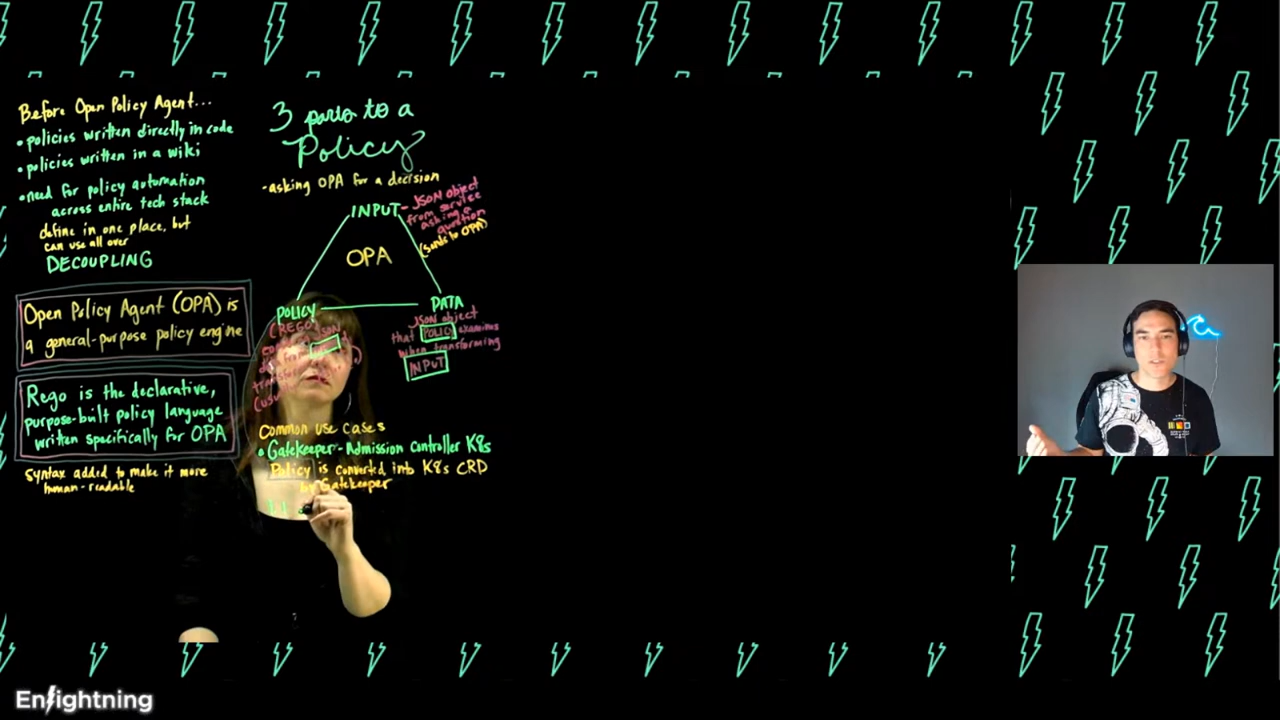 Before Open Policy Agent...
• policies written directly in code
• policies written in a wiki
• need for policy automation
across entire tech stack
define in one place, but
can use all over
DECOUPLING
Open Policy Agent (OPA) is
a general-purpose policy engine
Rego is the declarative,
purpose-built policy language
written specifically for OPA
Syntax added to make it more
human-readable
3 parts to a
Policy
- asking OPA for a decision
INPUT - JSON object
from service
asking a
question
(sends to OPA)
OPA
POLICY
(REGO)
DATA
JSON object
that POLICY examines
when transforming
INPUT
Common use cases
• Gatekeeper - Admission Controller K8s
Policy is converted into K8s CRD
by Gatekeeper
Enlightning